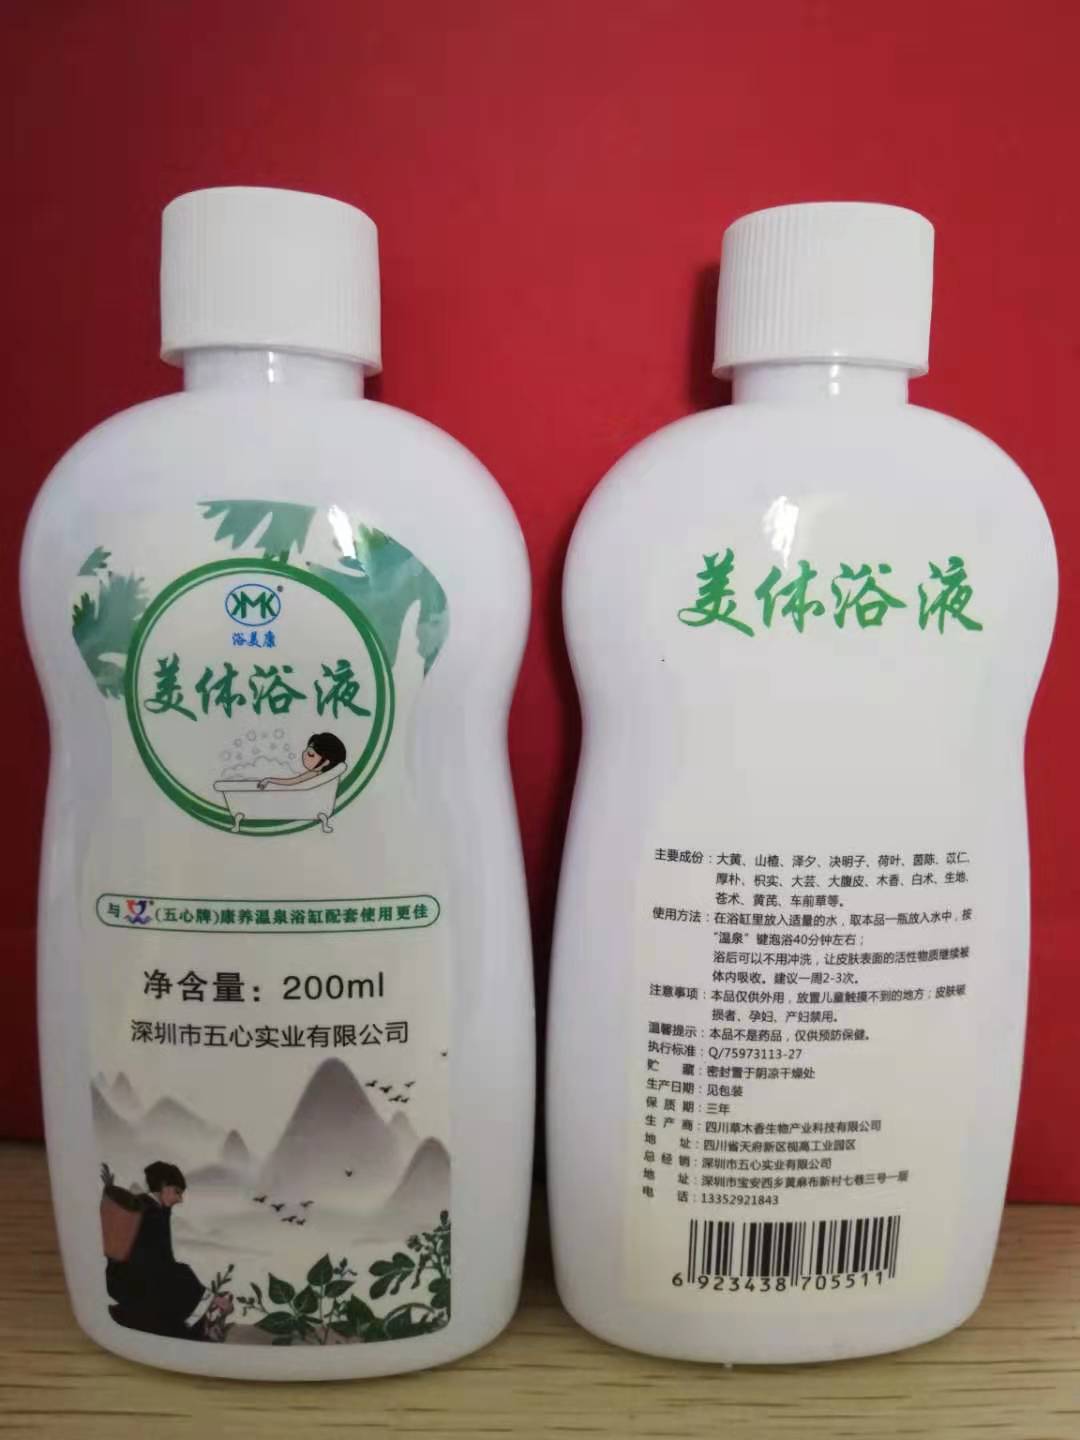 KMK®
浴美康
美体浴液
与 (五心牌)康养温泉浴缸配套使用更佳
净含量：200ml
深圳市五心实业有限公司
美体浴液
主要成份：大黄、山楂、泽夕、决明子、荷叶、茵陈、苡仁、
厚朴、枳实、大芸、大腹皮、木香、白术、生地、
苍术、黄芪、车前草等。
使用方法：在浴缸里放入适量的水，取本品一瓶放入水中，按
“温泉”键泡浴40分钟左右；
浴后可以不用冲洗，让皮肤表面的活性物质继续被
体内吸收。建议一周2-3次。
注意事项：本品仅供外用，放置儿童触摸不到的地方；皮肤破
损者、孕妇、产妇禁用。
温馨提示：本品不是药品，仅供预防保健。
执行标准：Q/75973113-27
贮 藏：密封置于阴凉干燥处
生产日期：见包装
保质期：三年
生产商：四川草木香生物产业科技有限公司
地 址：四川省天府新区视高工业园区
总经销：深圳市五心实业有限公司
地 址：深圳市宝安西乡黄麻布新村七巷三号一层
电 话：13352921843
6 923438 705511